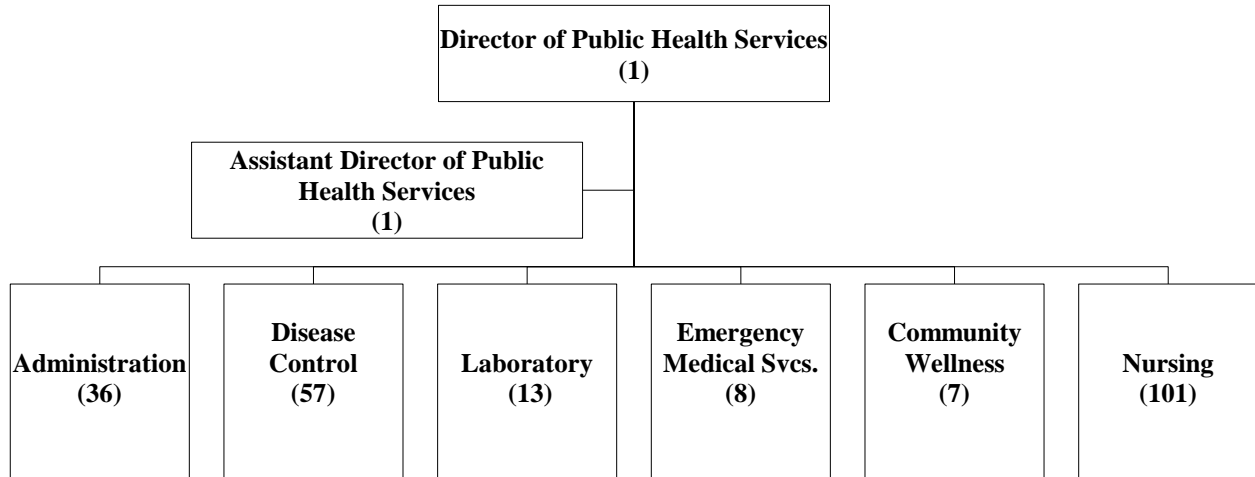 Director of Public Health Services
(1)
Assistant Director of Public
Health Services
(1)
Administration
(36)
Disease
Control
(57)
Laboratory
(13)
Emergency
Medical Svcs.
(8)
Community
Wellness
(7)
Nursing
(101)